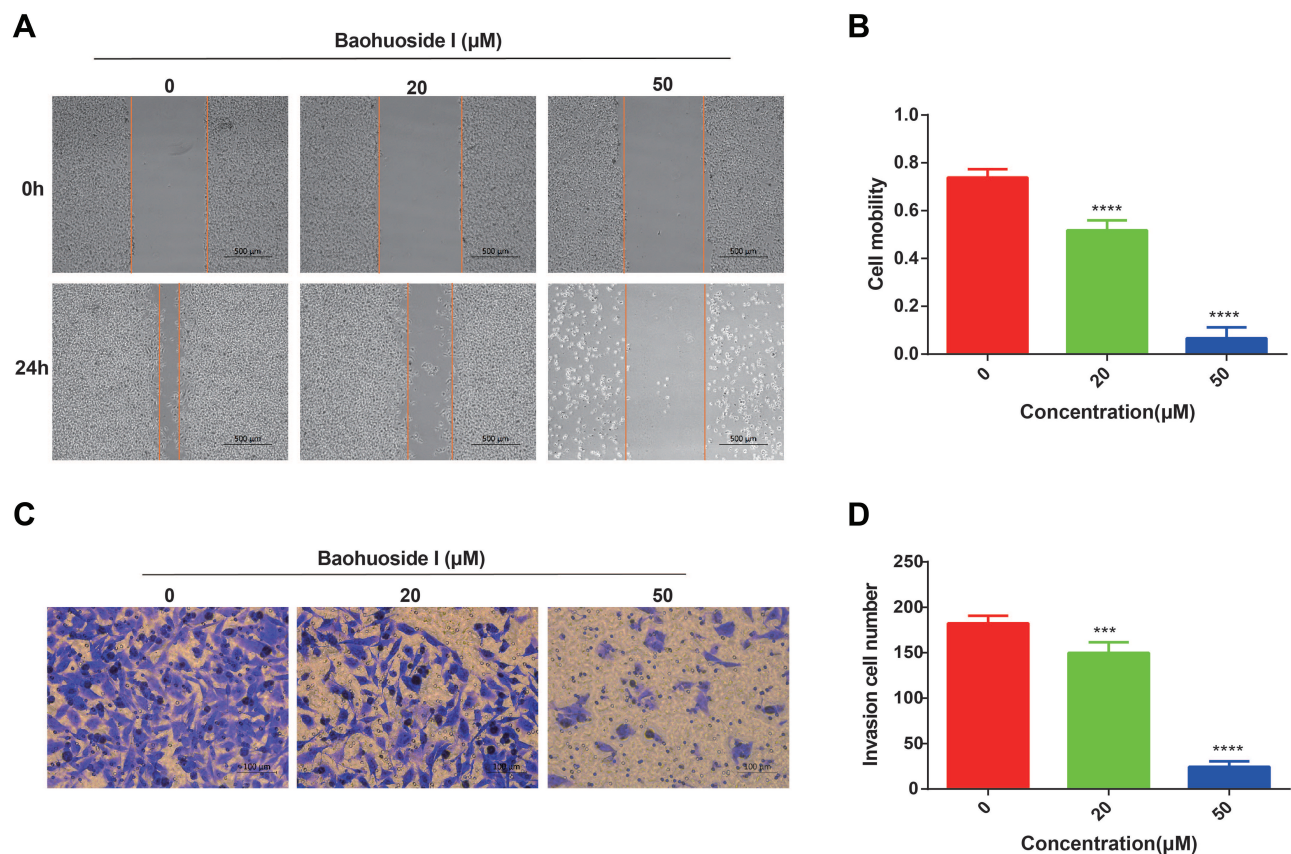 A
Baohuoside I (µM)
0 20 50
0h
500 µm 500 µm 500 µm
24h
500 µm 500 µm 500 µm
B
Cell mobility
1.0
0.8
0.6
0.4
0.2
0.0
****
****
0 20 50
Concentration(µM)
C
Baohuoside I (µM)
0 20 50
100 µm 100 µm 100 µm
D
Invasion cell number
250
200
150
100
50
0
***
****
0 20 50
Concentration(µM)